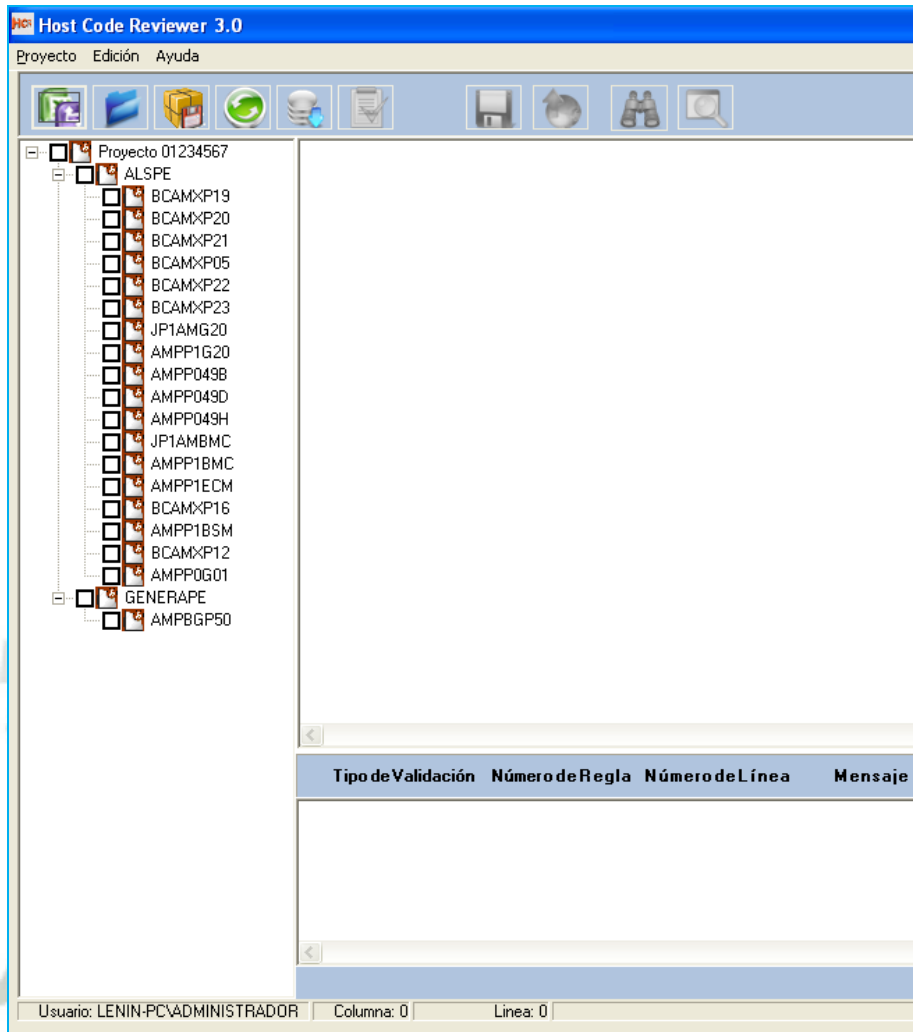 HCR Host Code Reviewer 3.0
Proyecto Edición Ayuda
Proyecto 01234567
ALSPE
BCAMXP19
BCAMXP20
BCAMXP21
BCAMXP05
BCAMXP22
BCAMXP23
JP1AMG20
AMPP1G20
AMPP049B
AMPP049D
AMPP049H
JP1AMBMC
AMPP1BMC
AMPP1ECM
BCAMXP16
AMPP1BSM
BCAMXP12
AMPP0G01
GENERAPE
AMPBGP50
Tipo de Validación Número de Regla Número de Línea Mensaje
Usuario: LENIN-PC\ADMINISTRADOR Columna: 0 Linea: 0